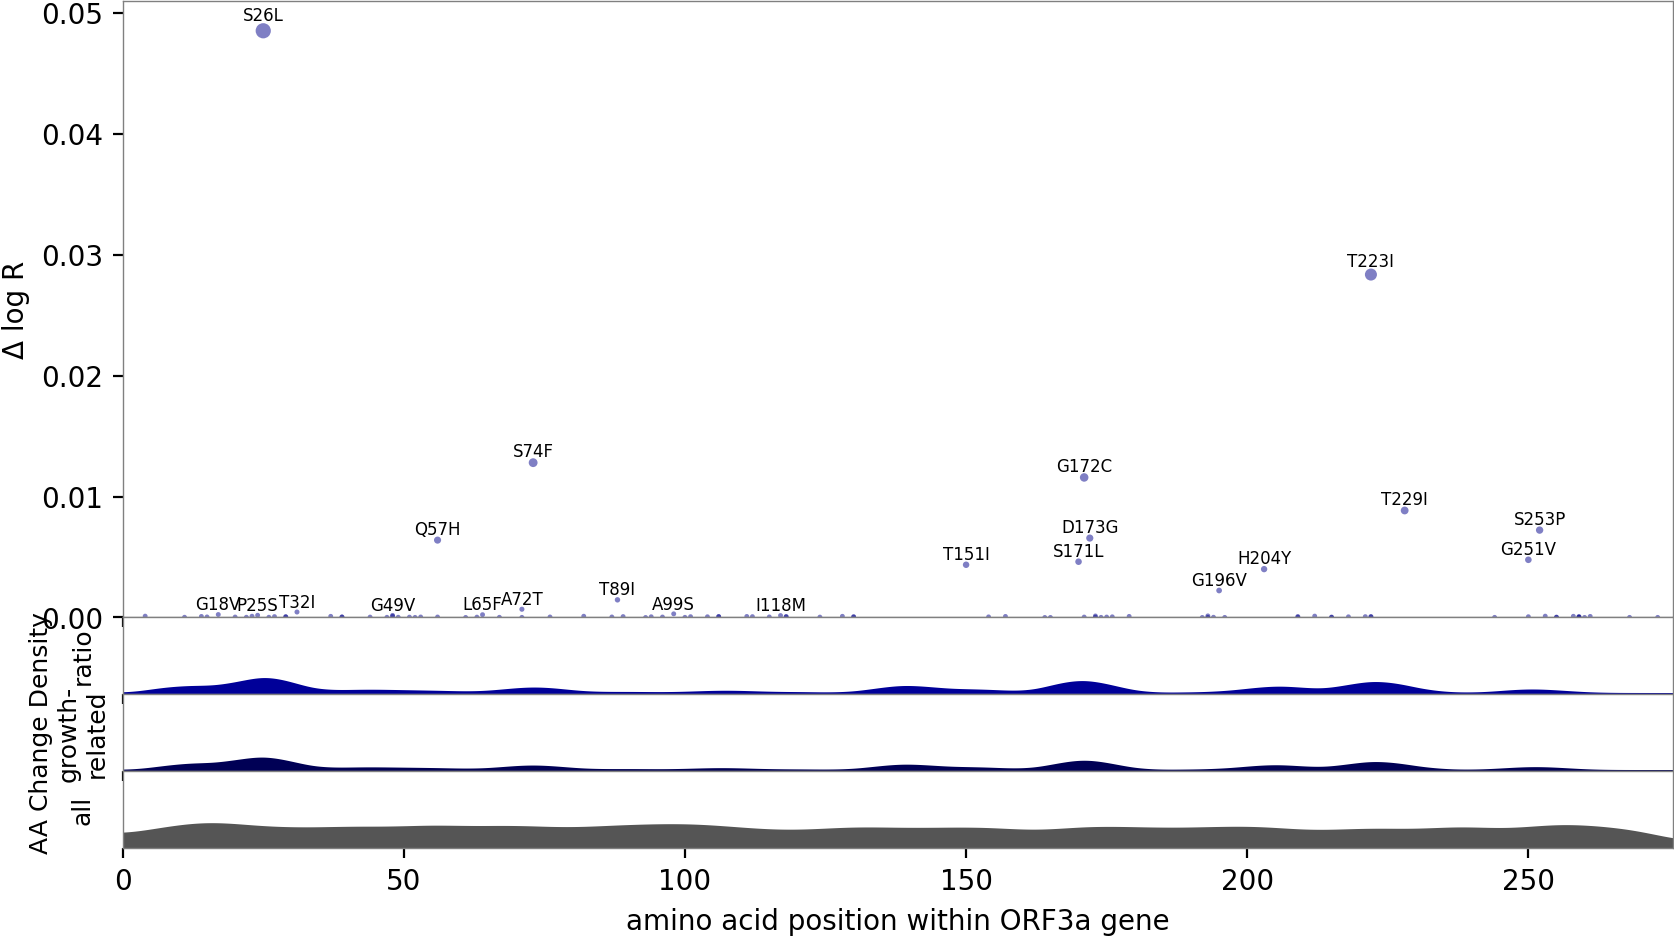 S26L
0.05
0.04
0.03
T223I
0.02
S74F
G172C
0.01
T229I
S253P
Q57H
D173G
G251V
T151I
S171L
H204Y
G196V
T89I
A72T
T32I
G18V
P25S
G49V
L65F
A99S
I118M
0.00
Δ log R
AA Change Density
ratio
growth-
related
all
0
50
100
150
200
250
amino acid position within ORF3a gene